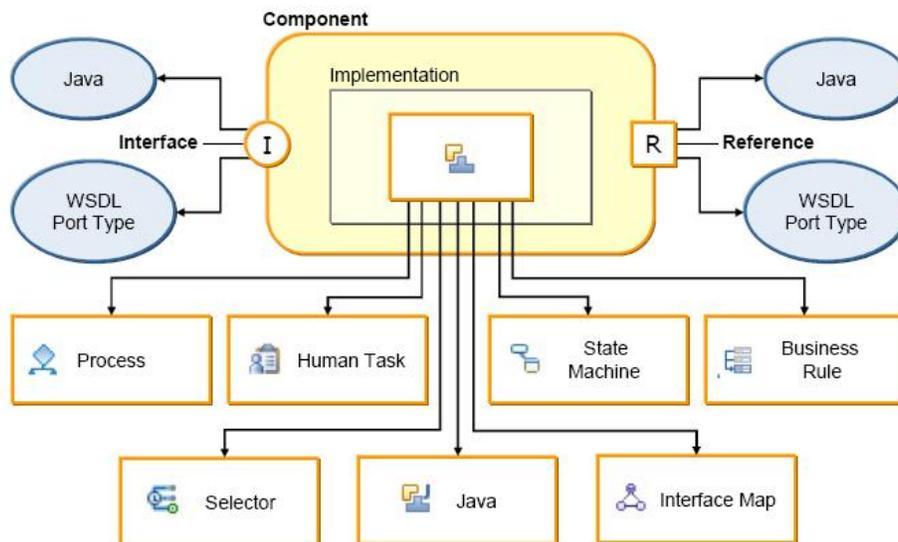 Component
Implementation
Java
Java
Interface
I
R
Reference
WSDL
Port Type
WSDL
Port Type
Process
Human Task
State
Machine
Business
Rule
Selector
Java
Interface Map